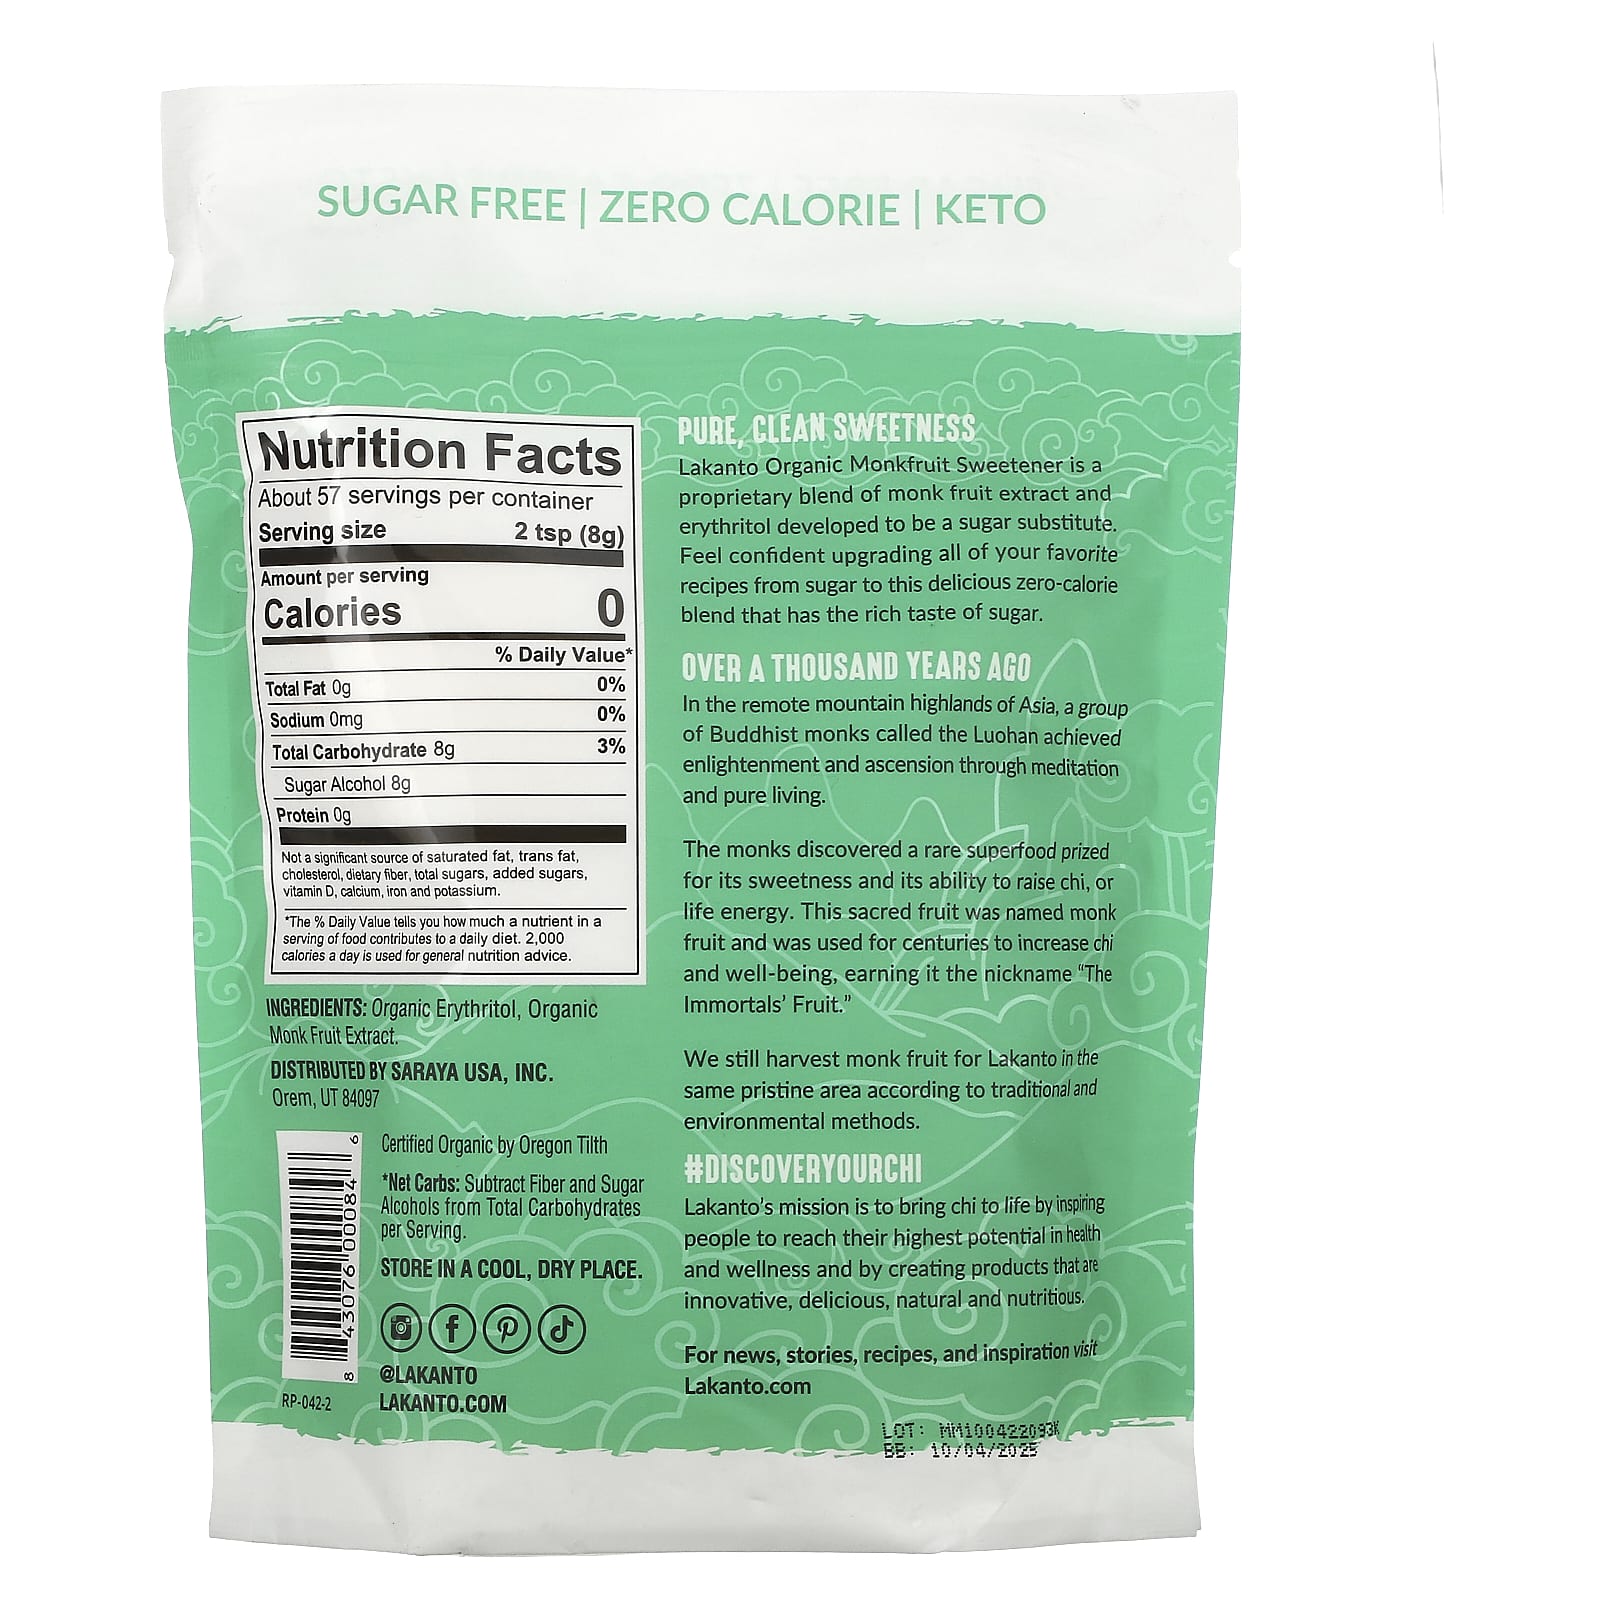 SUGAR FREE | ZERO CALORIE | KETO
Nutrition Facts
About 57 servings per container
Serving size 2 tsp (8g)
Amount per serving
Calories 0
% Daily Value*
Total Fat 0g 0%
Sodium 0mg 0%
Total Carbohydrate 8g 3%
Sugar Alcohol 8g
Protein 0g
Not a significant source of saturated fat, trans fat,
cholesterol, dietary fiber, total sugars, added sugars,
vitamin D, calcium, iron and potassium.
*The % Daily Value tells you how much a nutrient in a
serving of food contributes to a daily diet. 2,000
calories a day is used for general nutrition advice.
INGREDIENTS: Organic Erythritol, Organic
Monk Fruit Extract.
DISTRIBUTED BY SARAYA USA, INC.
Orem, UT 84097
8 43076 00084 6
RP-042-2
Certified Organic by Oregon Tilth
*Net Carbs: Subtract Fiber and Sugar
Alcohols from Total Carbohydrates
per Serving.
STORE IN A COOL, DRY PLACE.
@LAKANTO
LAKANTO.COM
PURE, CLEAN SWEETNESS
Lakanto Organic Monkfruit Sweetener is a
proprietary blend of monk fruit extract and
erythritol developed to be a sugar substitute.
Feel confident upgrading all of your favorite
recipes from sugar to this delicious zero-calorie
blend that has the rich taste of sugar.
OVER A THOUSAND YEARS AGO
In the remote mountain highlands of Asia, a group
of Buddhist monks called the Luohan achieved
enlightenment and ascension through meditation
and pure living.
The monks discovered a rare superfood prized
for its sweetness and its ability to raise chi, or
life energy. This sacred fruit was named monk
fruit and was used for centuries to increase chi
and well-being, earning it the nickname “The
Immortals’ Fruit.”
We still harvest monk fruit for Lakanto in the
same pristine area according to traditional and
environmental methods.
#DISCOVERYOURCHI
Lakanto’s mission is to bring chi to life by inspiring
people to reach their highest potential in health
and wellness and by creating products that are
innovative, delicious, natural and nutritious.
For news, stories, recipes, and inspiration visit
Lakanto.com
LOT: MM100422093K
BB: 10/04/2025